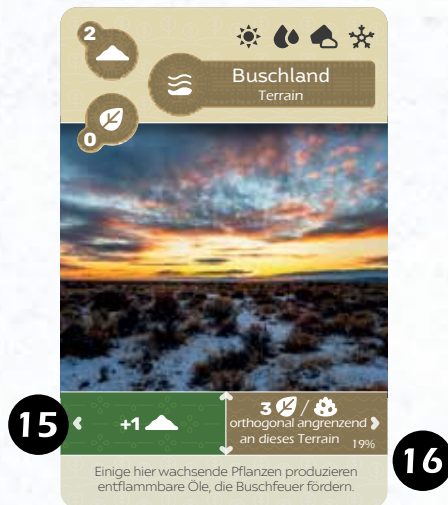 2
Buschland
Terrain
0
15
+1
3 /
orthogonal angrenzend
an dieses Terrain 19%
16
Einige hier wachsende Pflanzen produzieren
entflammbare Öle, die Buschfeuer fördern.